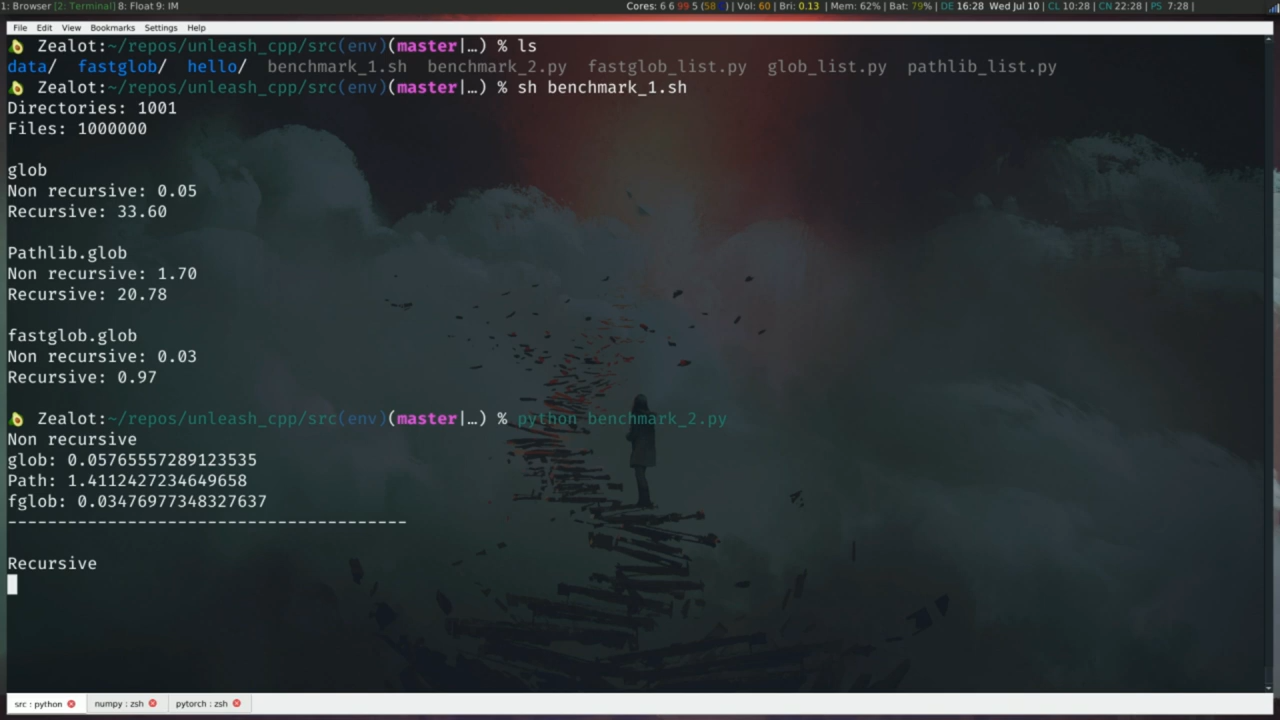 1: Browser [2: Terminal] 8: Float 9: IM
Cores: 6 6 99 5 (58 ) | Vol: 60 | Bri: 0.13 | Mem: 62% | Bat: 79% | DE 16:28 Wed Jul 10 | CL 10:28 | CN 22:28 | PS 7:28 |
File Edit View Bookmarks Settings Help
Zealot:~/repos/unleash_cpp/src(env)(master|…) % ls
data/ fastglob/ hello/ benchmark_1.sh benchmark_2.py fastglob_list.py glob_list.py pathlib_list.py
Zealot:~/repos/unleash_cpp/src(env)(master|…) % sh benchmark_1.sh
Directories: 1001
Files: 1000000
glob
Non recursive: 0.05
Recursive: 33.60
Pathlib.glob
Non recursive: 1.70
Recursive: 20.78
fastglob.glob
Non recursive: 0.03
Recursive: 0.97
Zealot:~/repos/unleash_cpp/src(env)(master|…) % python benchmark_2.py
Non recursive
glob: 0.05765557289123535
Path: 1.4112427234649658
fglob: 0.03476977348327637
----------------------------------------
Recursive
src : python numpy : zsh pytorch : zsh